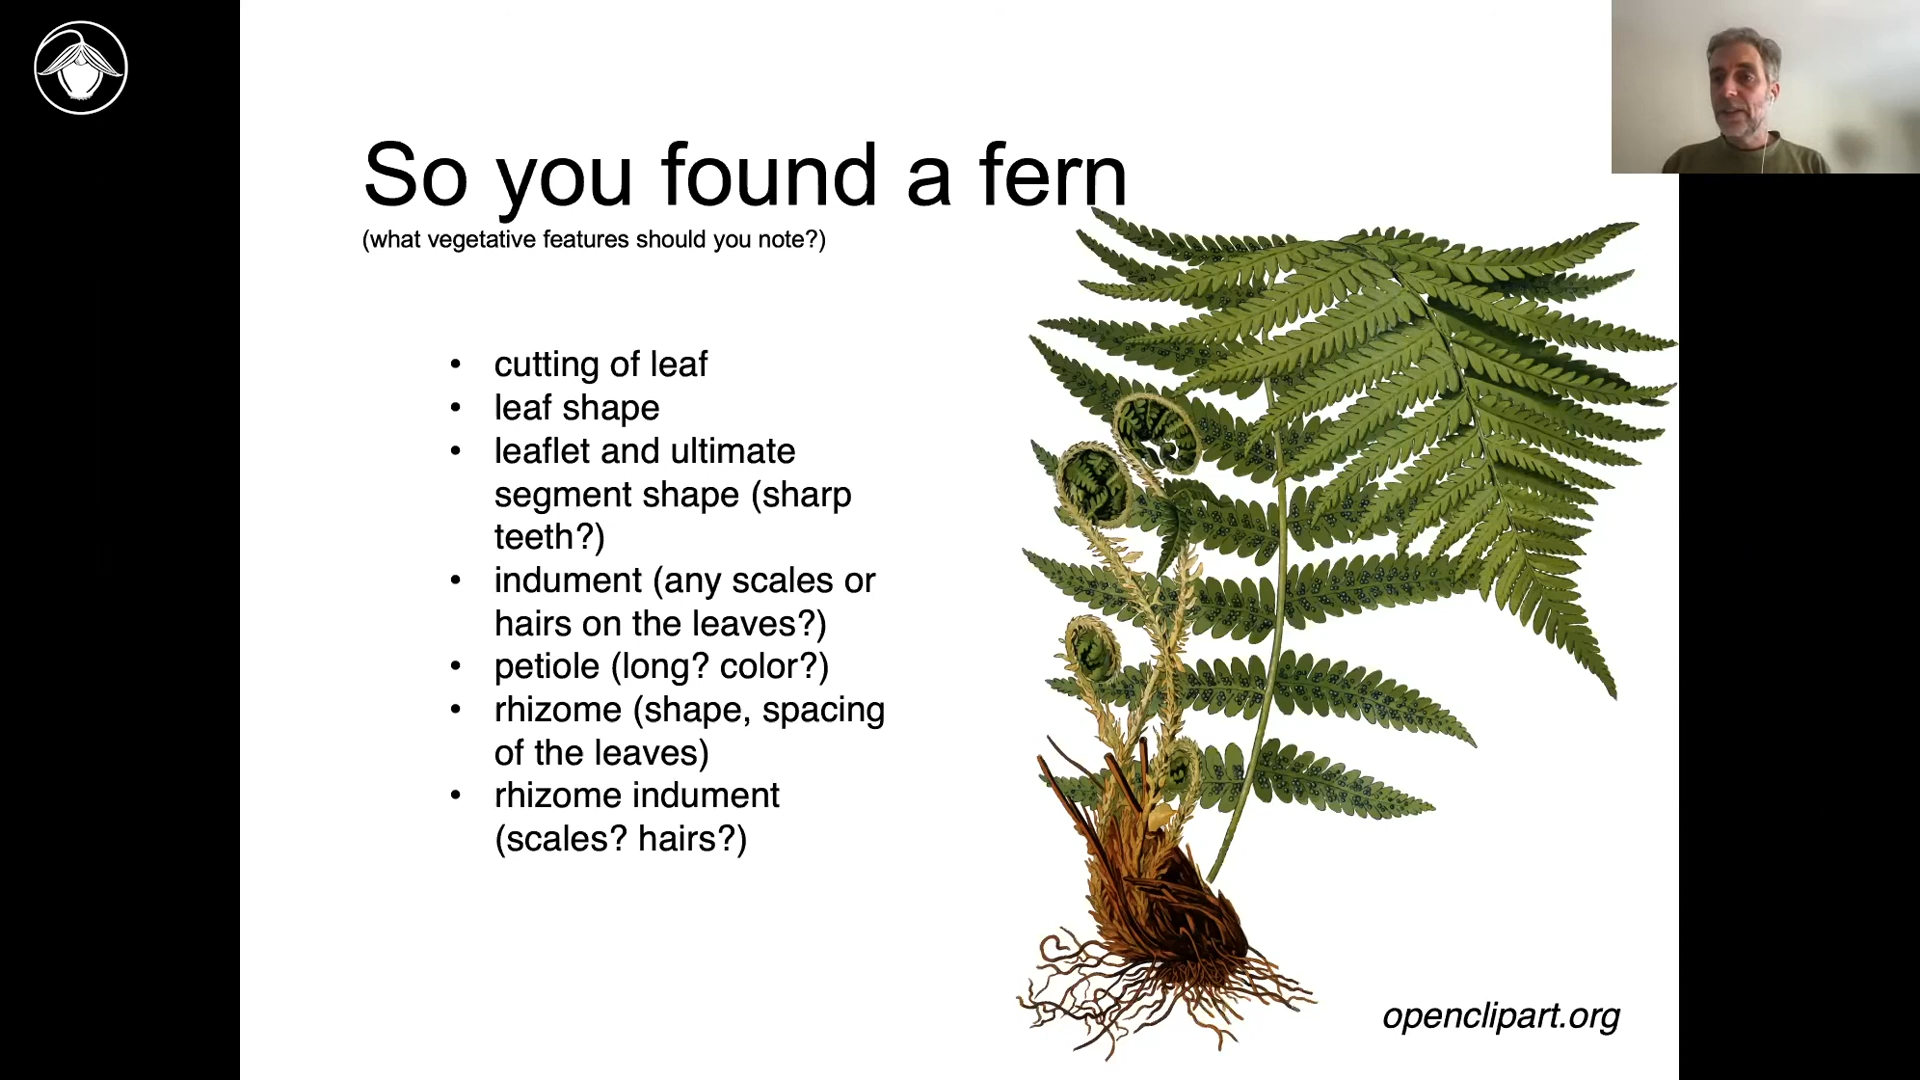 So you found a fern
(what vegetative features should you note?)
• cutting of leaf
• leaf shape
• leaflet and ultimate
segment shape (sharp
teeth?)
• indument (any scales or
hairs on the leaves?)
• petiole (long? color?)
• rhizome (shape, spacing
of the leaves)
• rhizome indument
(scales? hairs?)
openclipart.org